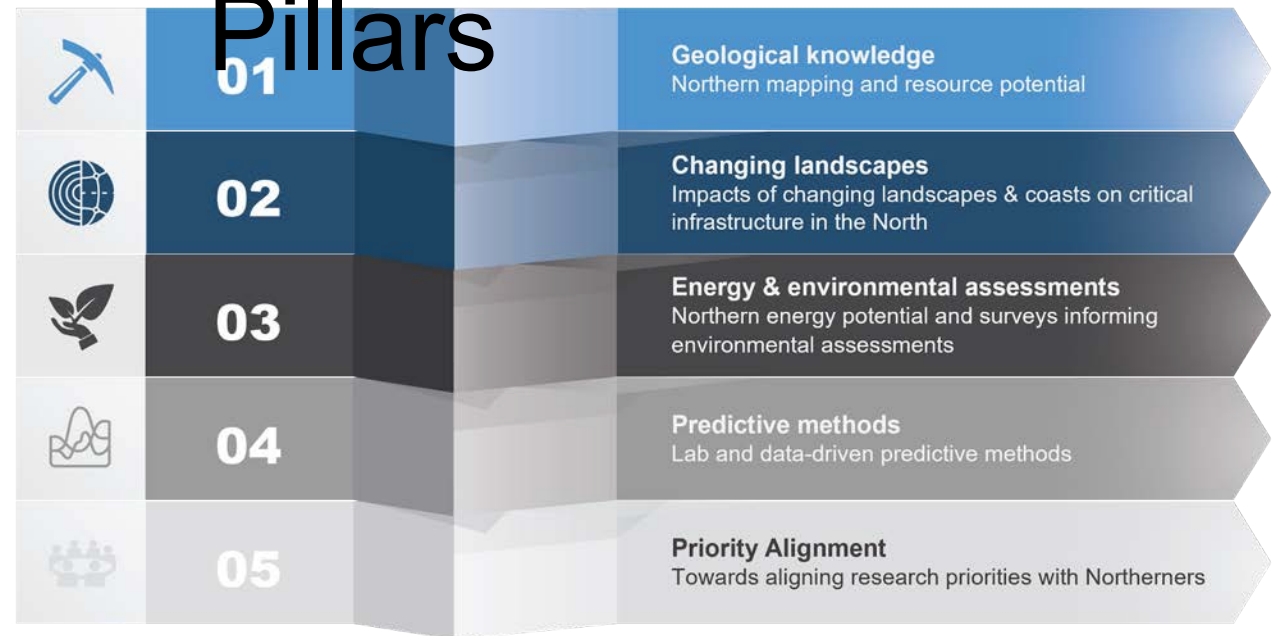 Pillars
01
Geological knowledge
Northern mapping and resource potential
02
Changing landscapes
Impacts of changing landscapes & coasts on critical
infrastructure in the North
03
Energy & environmental assessments
Northern energy potential and surveys informing
environmental assessments
04
Predictive methods
Lab and data-driven predictive methods
05
Priority Alignment
Towards aligning research priorities with Northerners